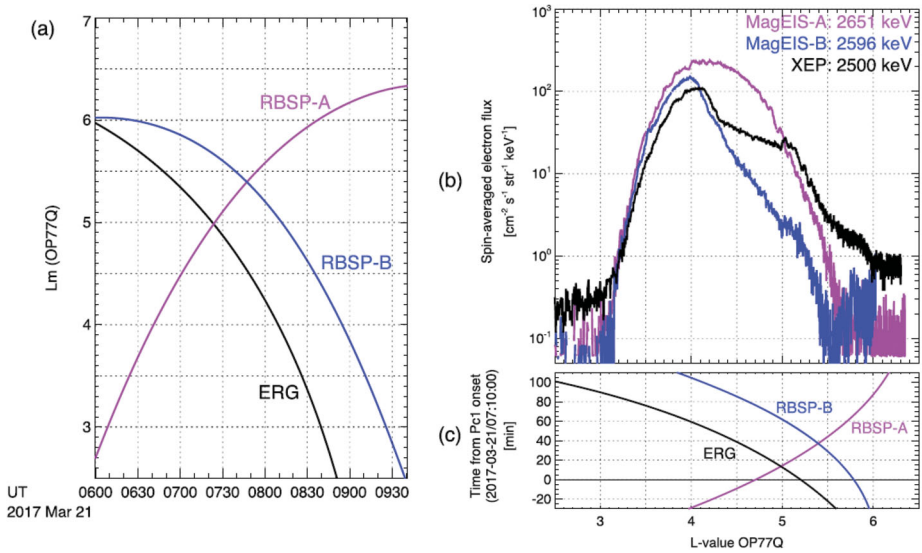 (a)
Lm (OP77Q)
7
6
5
4
3
RBSP-A
RBSP-B
ERG
UT 0600 0630 0700 0730 0800 0830 0900 0930
2017 Mar 21
(b)
Spin-averaged electron flux
[cm⁻² s⁻¹ str⁻¹ keV⁻¹]
10³
10²
10¹
10⁰
10⁻¹
MagEIS-A: 2651 keV
MagEIS-B: 2596 keV
XEP: 2500 keV
(c)
Time from Pc1 onset
(2017-03-21/07:10:00)
[min]
100
80
60
40
20
0
-20
RBSP-B
RBSP-A
ERG
3 4 5 6
L-value OP77Q